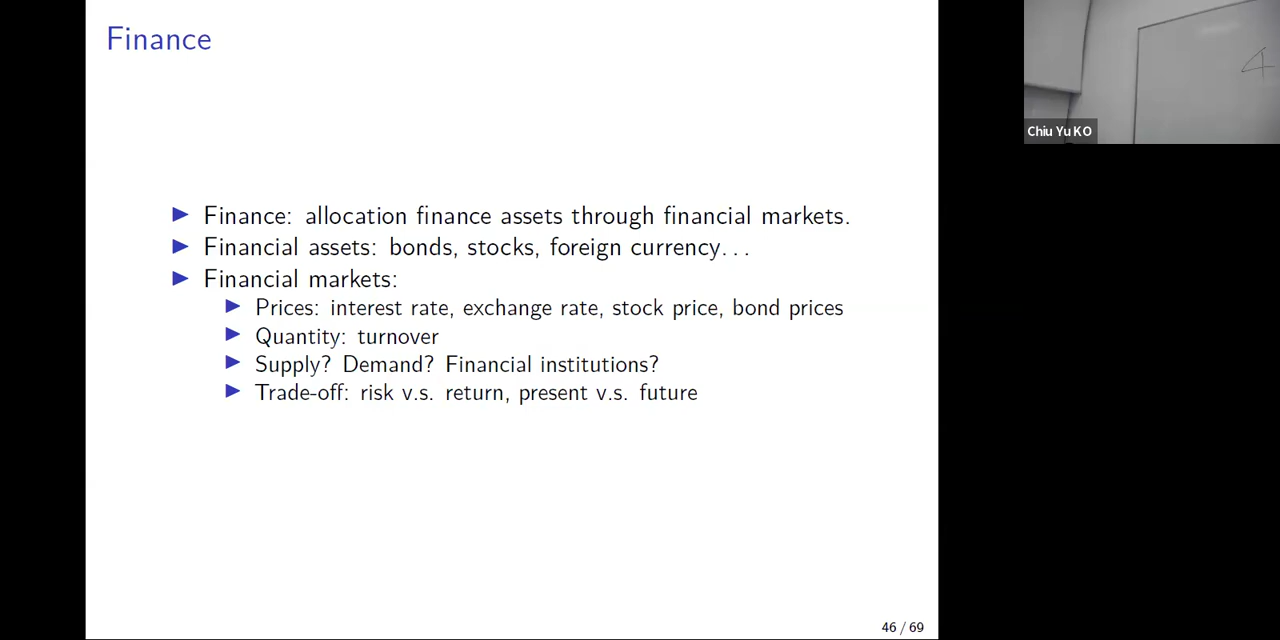 Finance
Finance: allocation finance assets through financial markets.
Financial assets: bonds, stocks, foreign currency...
Financial markets:
Prices: interest rate, exchange rate, stock price, bond prices
Quantity: turnover
Supply? Demand? Financial institutions?
Trade-off: risk v.s. return, present v.s. future
46 / 69
4
Chiu Yu KO